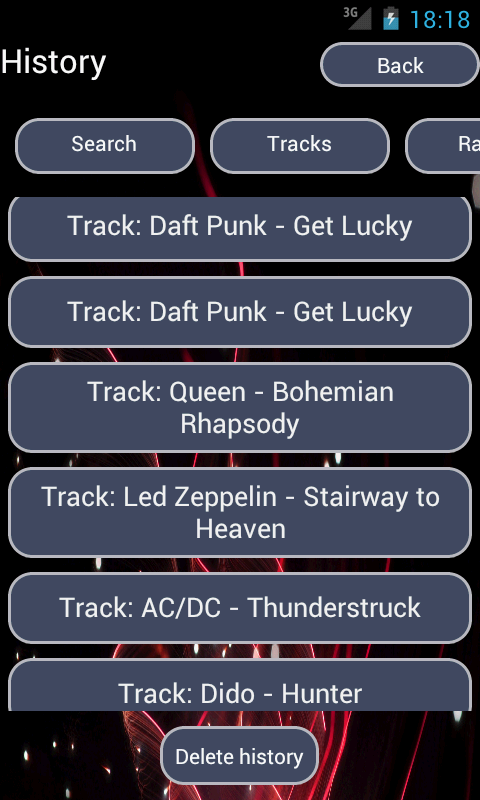 3G 18:18
History
Back
Search
Tracks
Ra
Track: Daft Punk - Get Lucky
Track: Daft Punk - Get Lucky
Track: Queen - Bohemian
Rhapsody
Track: Led Zeppelin - Stairway to
Heaven
Track: AC/DC - Thunderstruck
Track: Dido - Hunter
Delete history